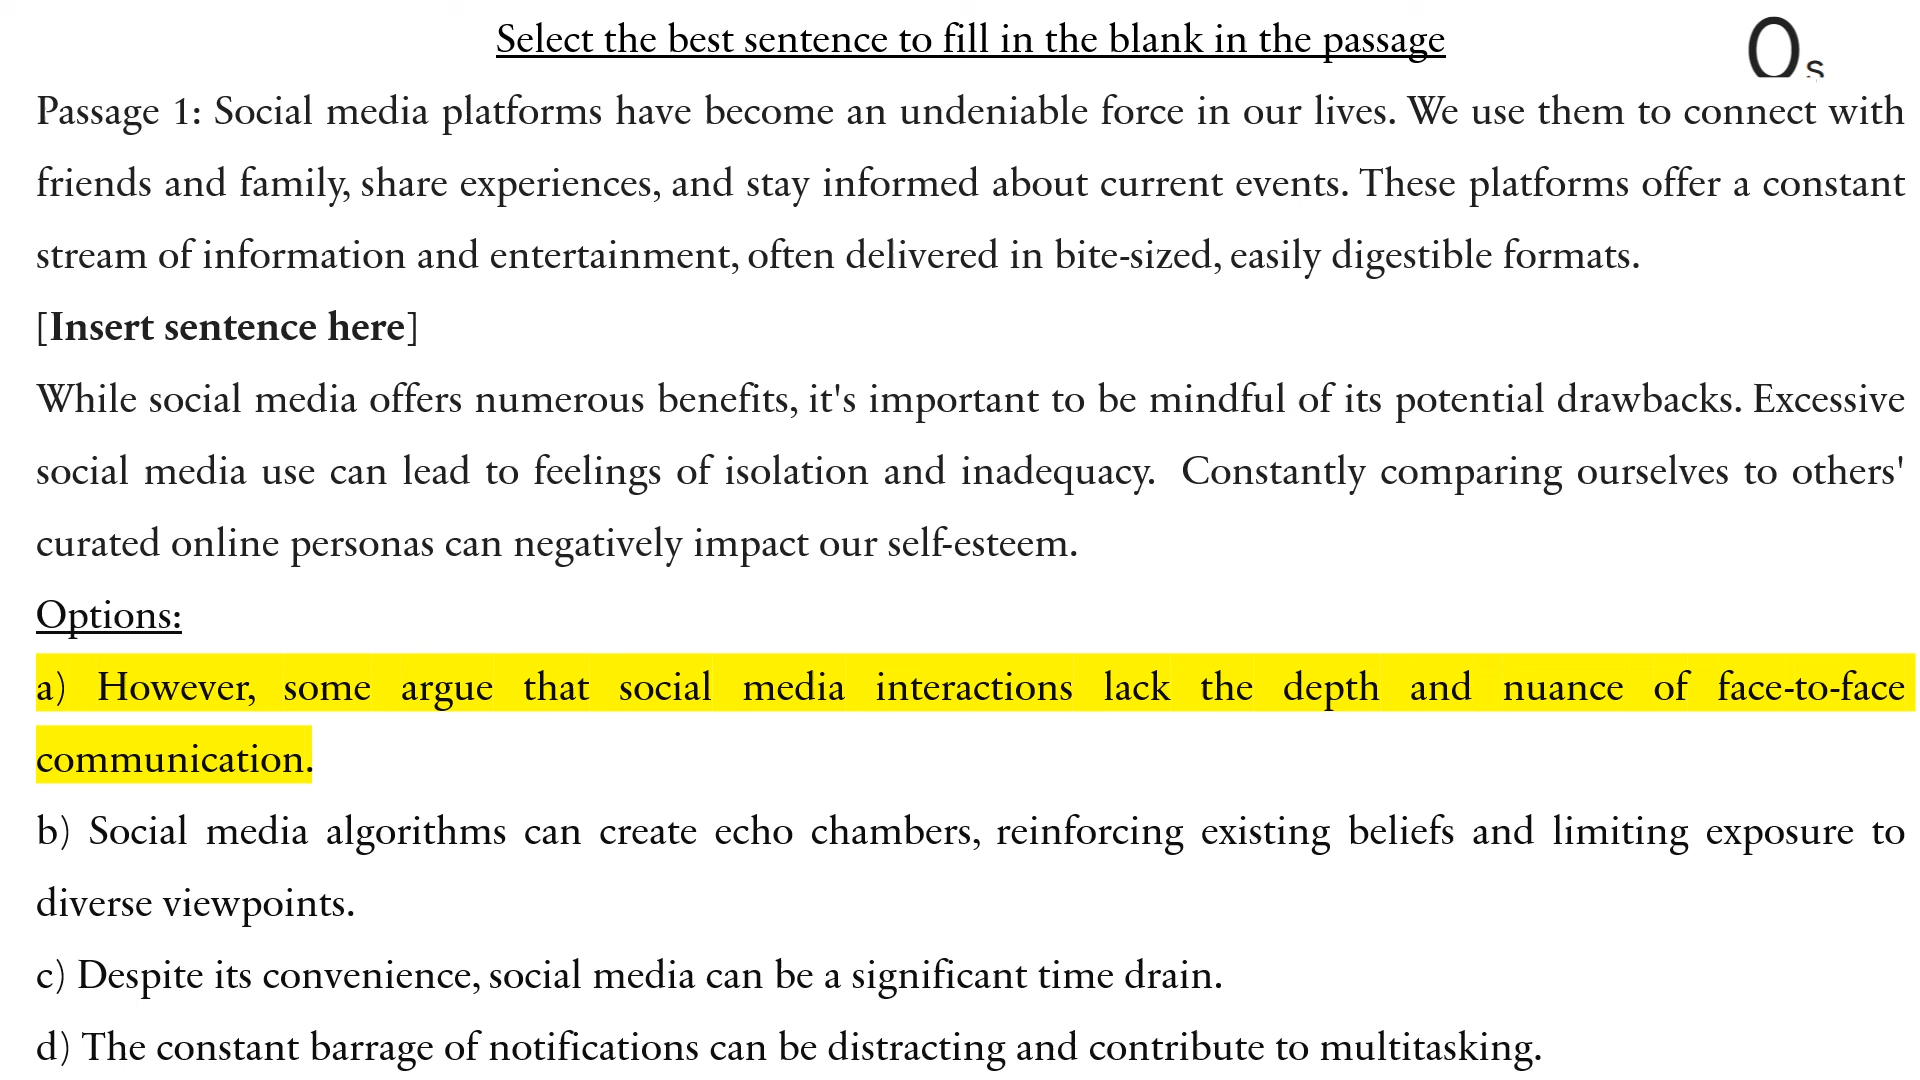 Select the best sentence to fill in the blank in the passage
0s
Passage 1: Social media platforms have become an undeniable force in our lives. We use them to connect with
friends and family, share experiences, and stay informed about current events. These platforms offer a constant
stream of information and entertainment, often delivered in bite-sized, easily digestible formats.
[Insert sentence here]
While social media offers numerous benefits, it's important to be mindful of its potential drawbacks. Excessive
social media use can lead to feelings of isolation and inadequacy.  Constantly comparing ourselves to others'
curated online personas can negatively impact our self-esteem.
Options:
a) However, some argue that social media interactions lack the depth and nuance of face-to-face
communication.
b) Social media algorithms can create echo chambers, reinforcing existing beliefs and limiting exposure to
diverse viewpoints.
c) Despite its convenience, social media can be a significant time drain.
d) The constant barrage of notifications can be distracting and contribute to multitasking.